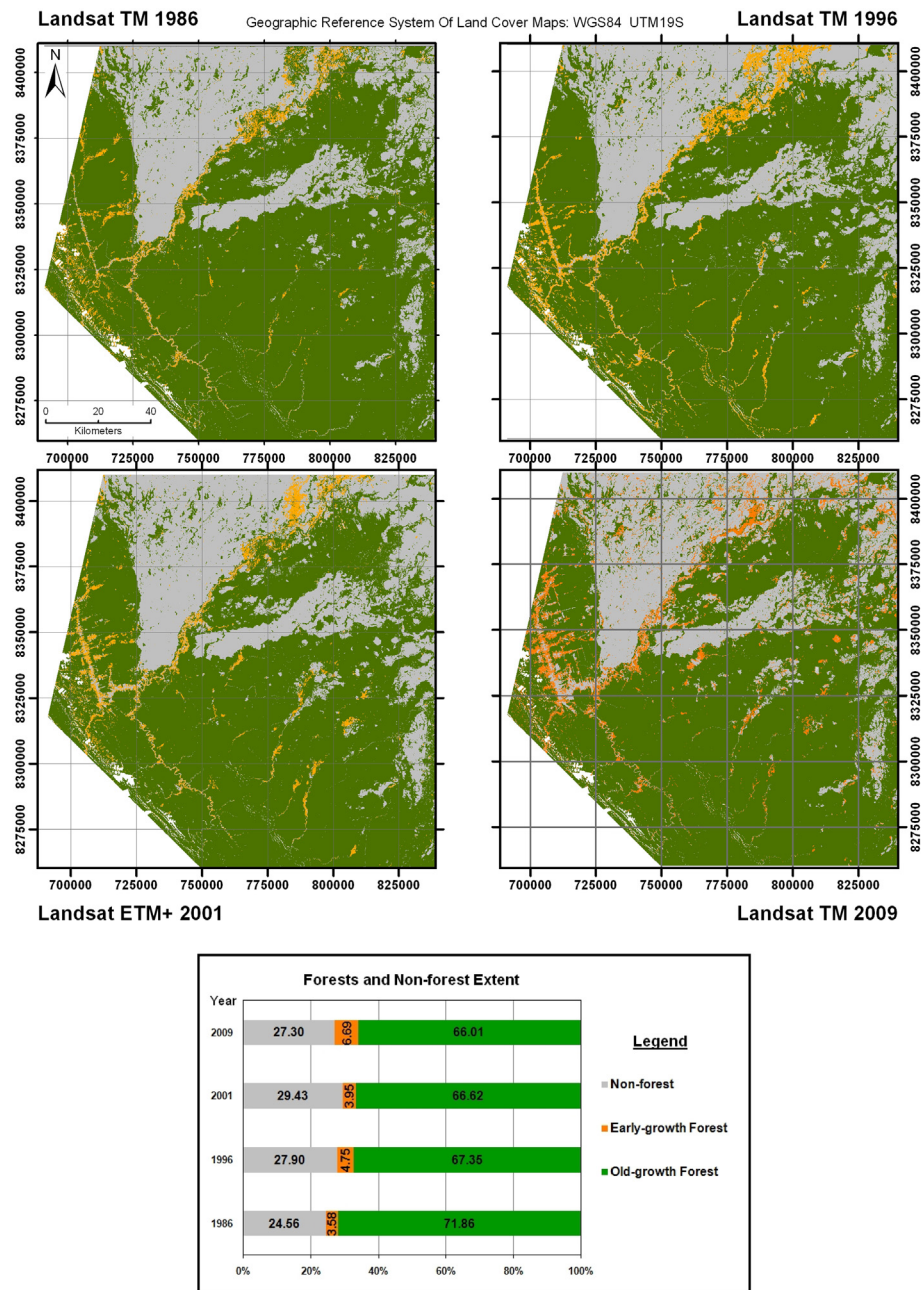 Landsat TM 1986
Geographic Reference System Of Land Cover Maps: WGS84 UTM19S
Landsat TM 1996
N
8400000
8375000
8350000
8325000
8300000
8275000
0 20 40
Kilometers
700000 725000 750000 775000 800000 825000
8400000
8375000
8350000
8325000
8300000
8275000
700000 725000 750000 775000 800000 825000
8400000
8375000
8350000
8325000
8300000
8275000
700000 725000 750000 775000 800000 825000
8400000
8375000
8350000
8325000
8300000
8275000
700000 725000 750000 775000 800000 825000
Landsat ETM+ 2001
Landsat TM 2009
Forests and Non-forest Extent
Year
2009 27.30 6.69 66.01
2001 29.43 3.95 66.62
1996 27.90 4.75 67.35
1986 24.56 3.58 71.86
0% 20% 40% 60% 80% 100%
Legend
Non-forest
Early-growth Forest
Old-growth Forest